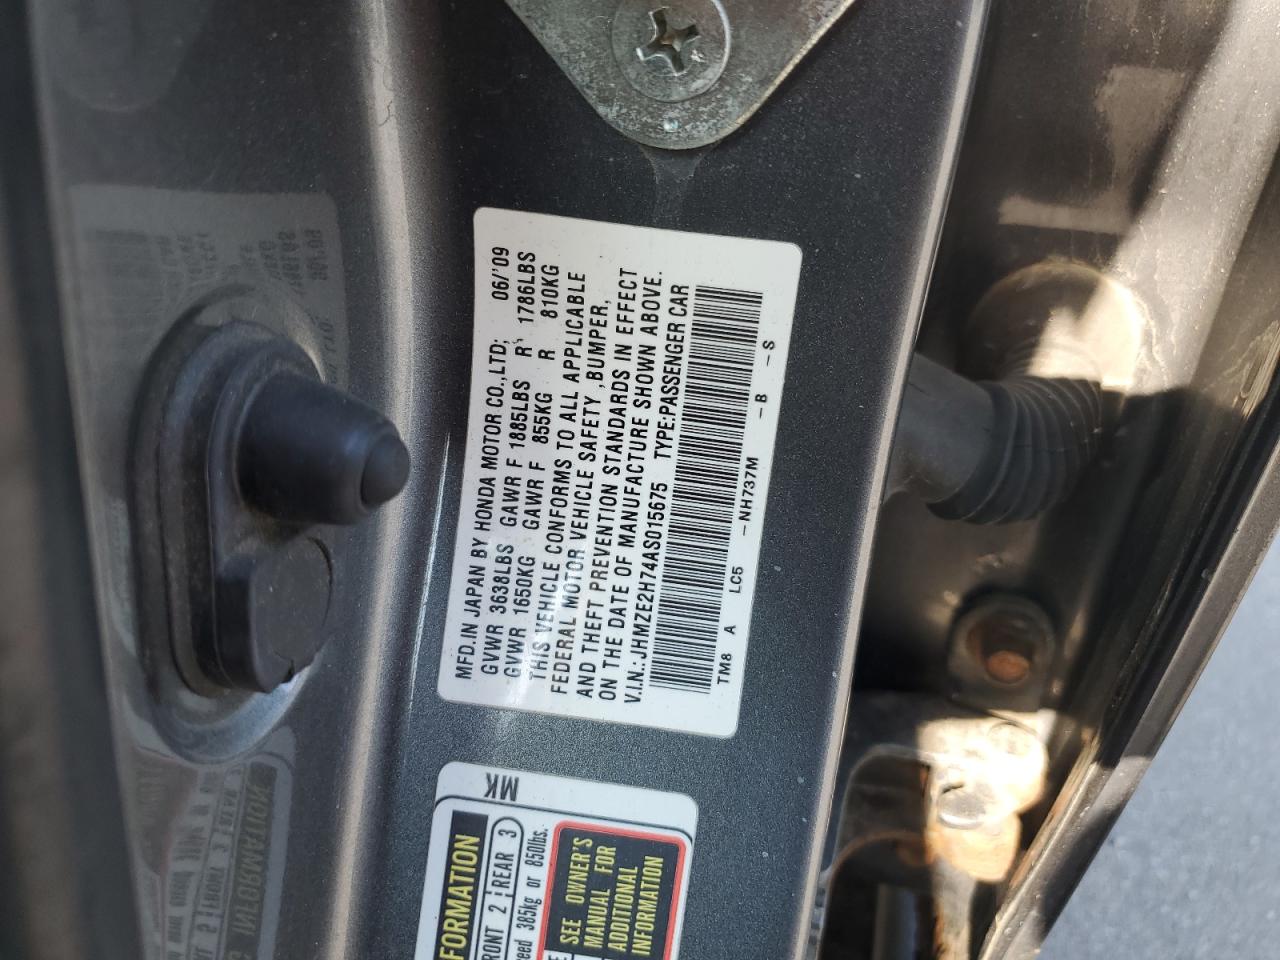 MFD.IN JAPAN BY HONDA MOTOR CO.,LTD; 06/'09
GVWR 3638LBS GAWR F 1885LBS R 1786LBS
GVWR 1650KG GAWR F 855KG R 810KG
THIS VEHICLE CONFORMS TO ALL APPLICABLE
FEDERAL MOTOR VEHICLE SAFETY ,BUMPER,
AND THEFT PREVENTION STANDARDS IN EFFECT
ON THE DATE OF MANUFACTURE SHOWN ABOVE.
V.I.N.:JHMZE2H74AS015675 TYPE:PASSENGER CAR
TM8 A LC5 -NH737M -B -S
MK
FORMATION
RONT 2 REAR 3
ceed 385kg or 850lbs.
SEE OWNER'S
MANUAL FOR
ADDITIONAL
INFORMATION